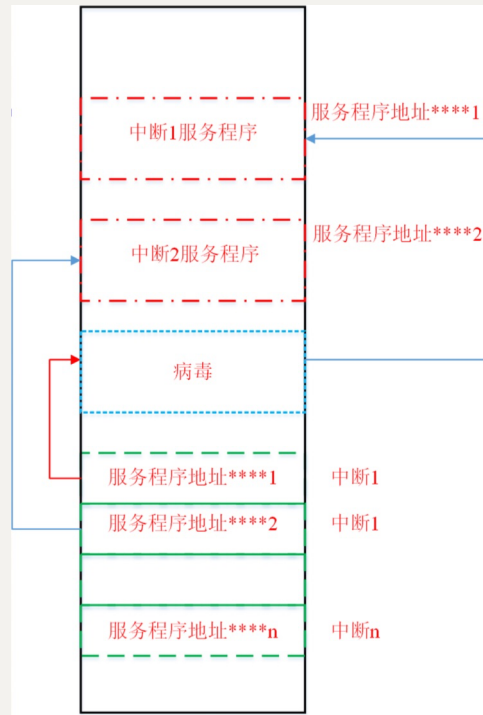 服务程序地址****1
中断1服务程序
服务程序地址****2
中断2服务程序
病毒
服务程序地址****1 中断1
服务程序地址****2 中断1
服务程序地址****n 中断n